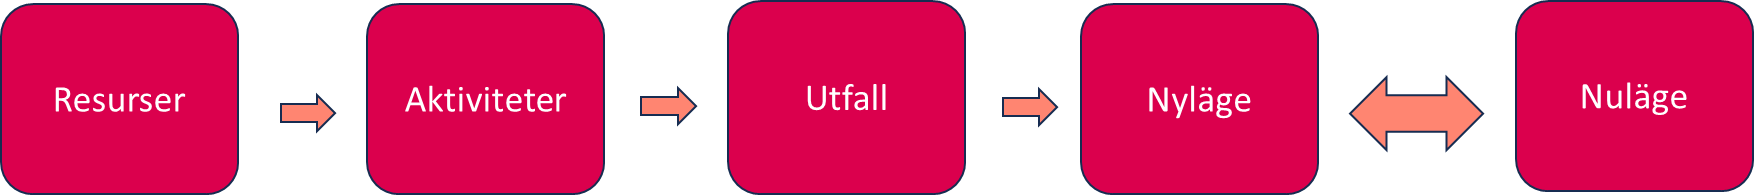 Resurser
Aktiviteter
Utfall
Nyläge
Nuläge